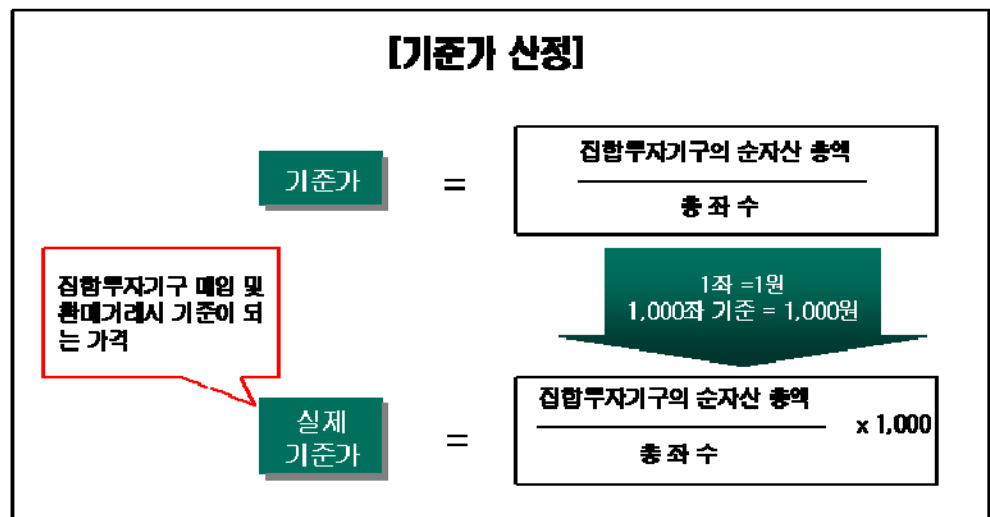 [기준가 산정]
기준가
=
집합투자기구의 순자산 총액
총 좌 수
1좌 =1원
1,000좌 기준 = 1,000원
집합투자기구 매입 및
환매거래시 기준이 되
는 가격
실제
기준가
=
집합투자기구의 순자산 총액
총 좌 수
x 1,000